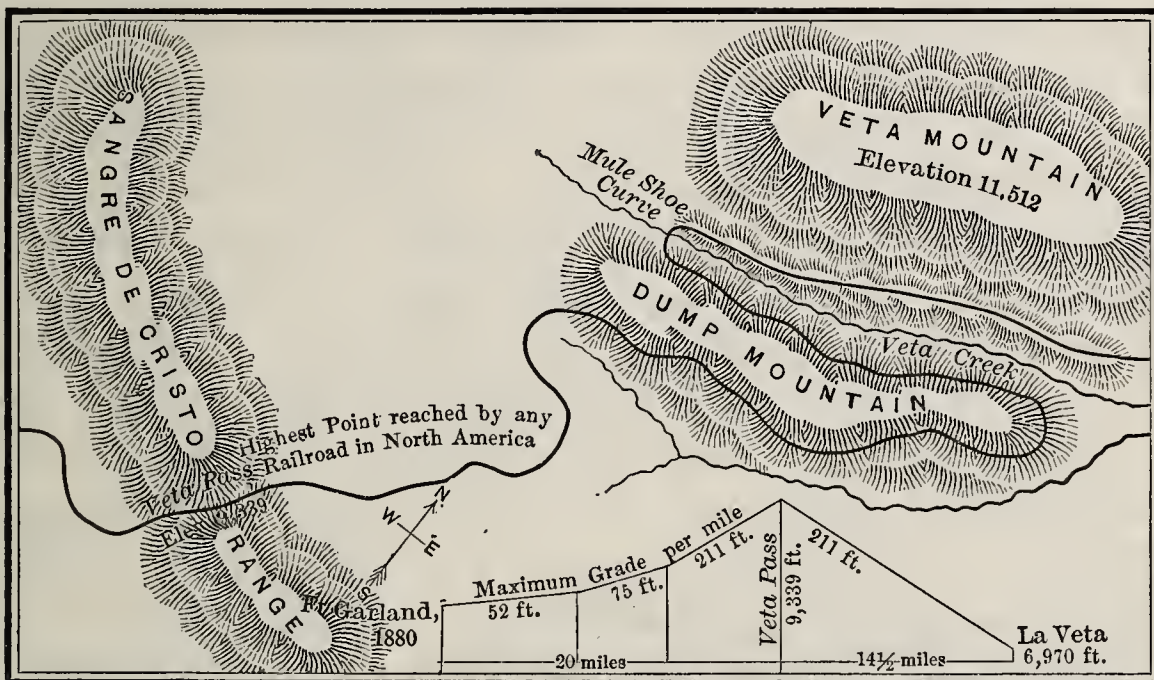 SANGRE DE CRISTO
RANGE
VETA MOUNTAIN
Elevation 11,512
Mule Shoe
Curve
DUMP MOUNTAIN
Veta Creek
Highest Point reached by any
Railroad in North America
Veta Pass
Elev. 9,339
N.
W
E.
S.
Ft. Garland,
1880
Maximum Grade per mile
52 ft.
75 ft.
211 ft.
Veta Pass
9,339 ft.
211 ft.
La Veta
6,970 ft.
20 miles
14½ miles